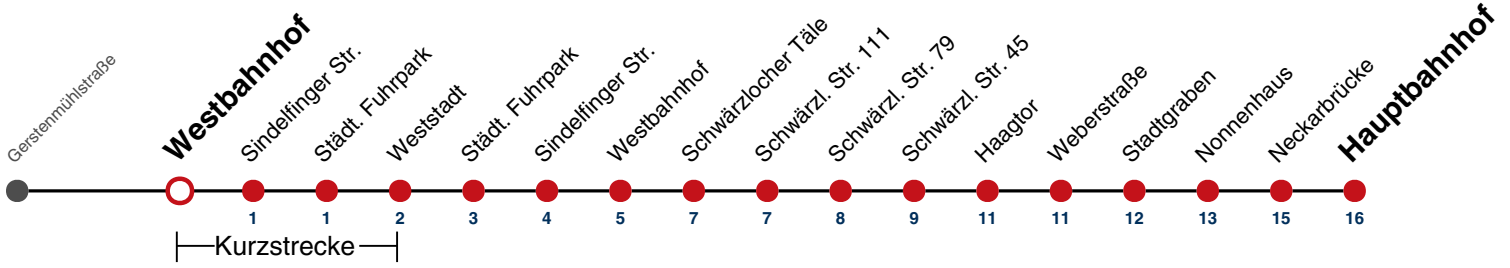 Gerstenmühlstraße
Westbahnhof
Sindelfinger Str.
Städt. Fuhrpark
Weststadt
Städt. Fuhrpark
Sindelfinger Str.
Westbahnhof
Schwärzlocher Täle
Schwärzl. Str. 111
Schwärzl. Str. 79
Schwärzl. Str. 45
Haagtor
Weberstraße
Stadtgraben
Nonnenhaus
Neckarbrücke
Hauptbahnhof
1 1 2 3 4 5 7 7 8 9 11 11 12 13 15 16
Kurzstrecke